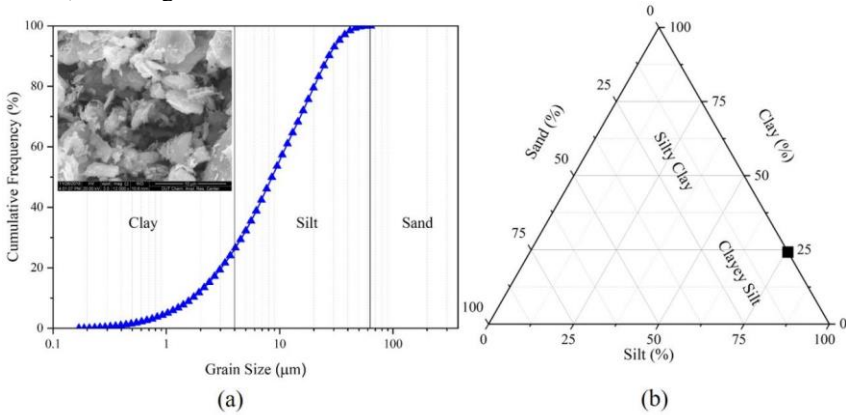 100
80
60
40
20
0
Cumulative Frequency (%)
Clay
Silt
Sand
0.1
1
10
100
Grain Size (μm)
(a)
0
100
25
75
Sand (%)
Clay (%)
Silty Clay
50
50
75
25
Clayey Silt
100
0
0
25
50
75
100
Silt (%)
(b)